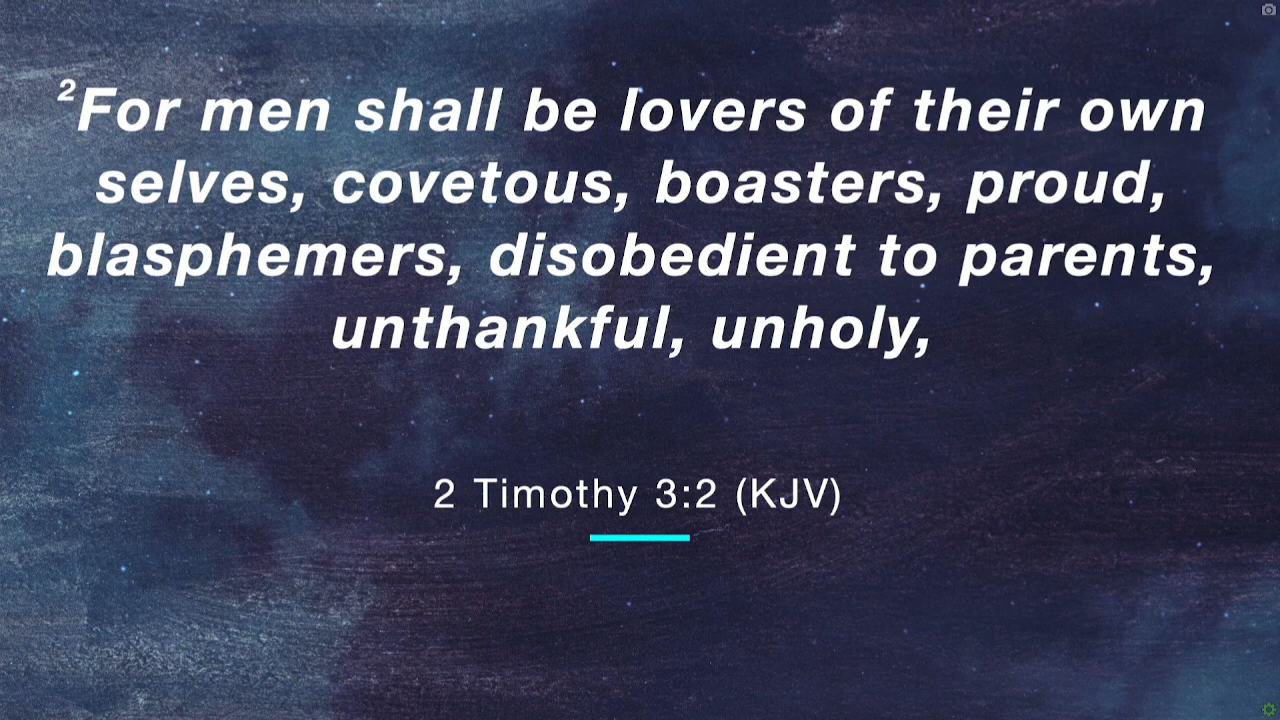 ²For men shall be lovers of their own
selves, covetous, boasters, proud,
blasphemers, disobedient to parents,
unthankful, unholy,
2 Timothy 3:2 (KJV)